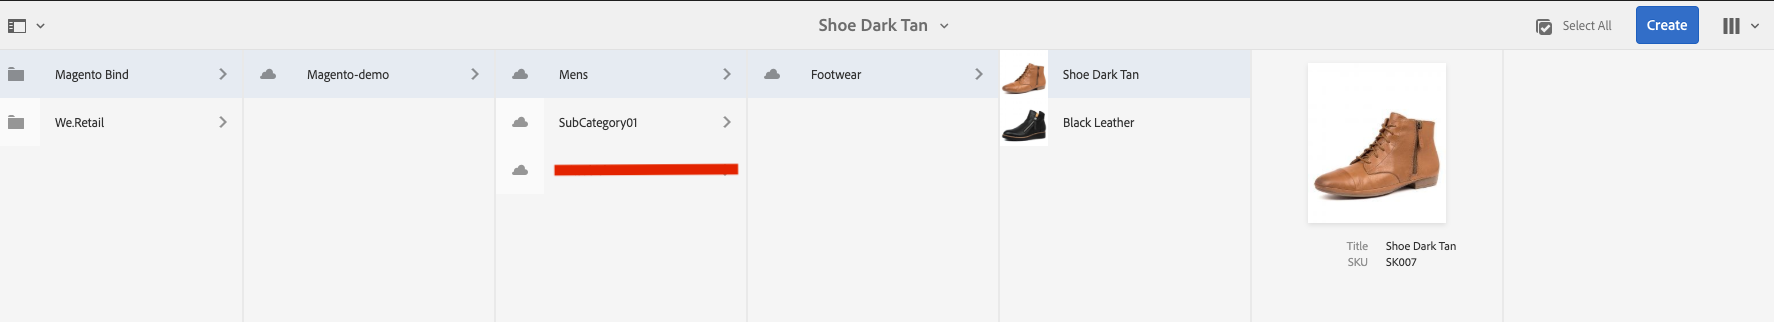 Shoe Dark Tan
Select All
Create
Magento Bind
Magento-demo
Mens
Footwear
Shoe Dark Tan
We.Retail
SubCategory01
Black Leather
Title Shoe Dark Tan
SKU SK007